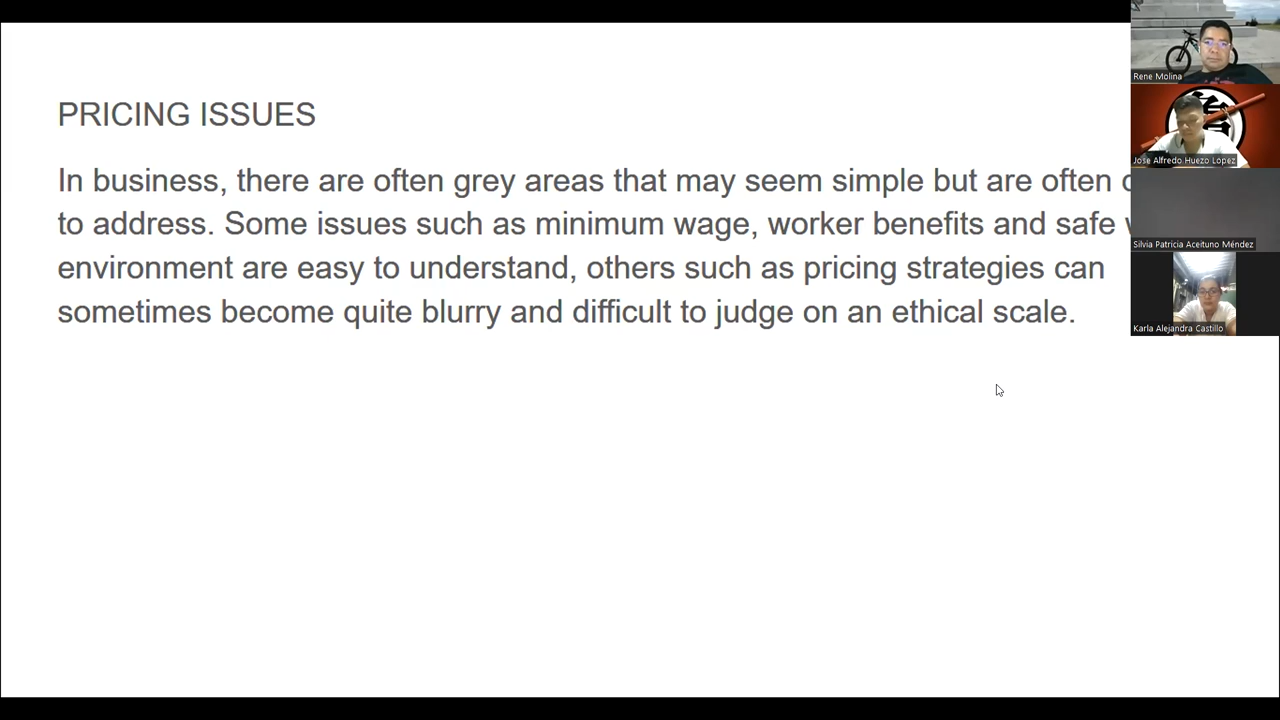 PRICING ISSUES
In business, there are often grey areas that may seem simple but are often
to address. Some issues such as minimum wage, worker benefits and safe
environment are easy to understand, others such as pricing strategies can
sometimes become quite blurry and difficult to judge on an ethical scale.
Rene Molina
Jose Alfredo Huezo López
Silvia Patricia Aceituno Méndez
Karla Alejandra Castillo